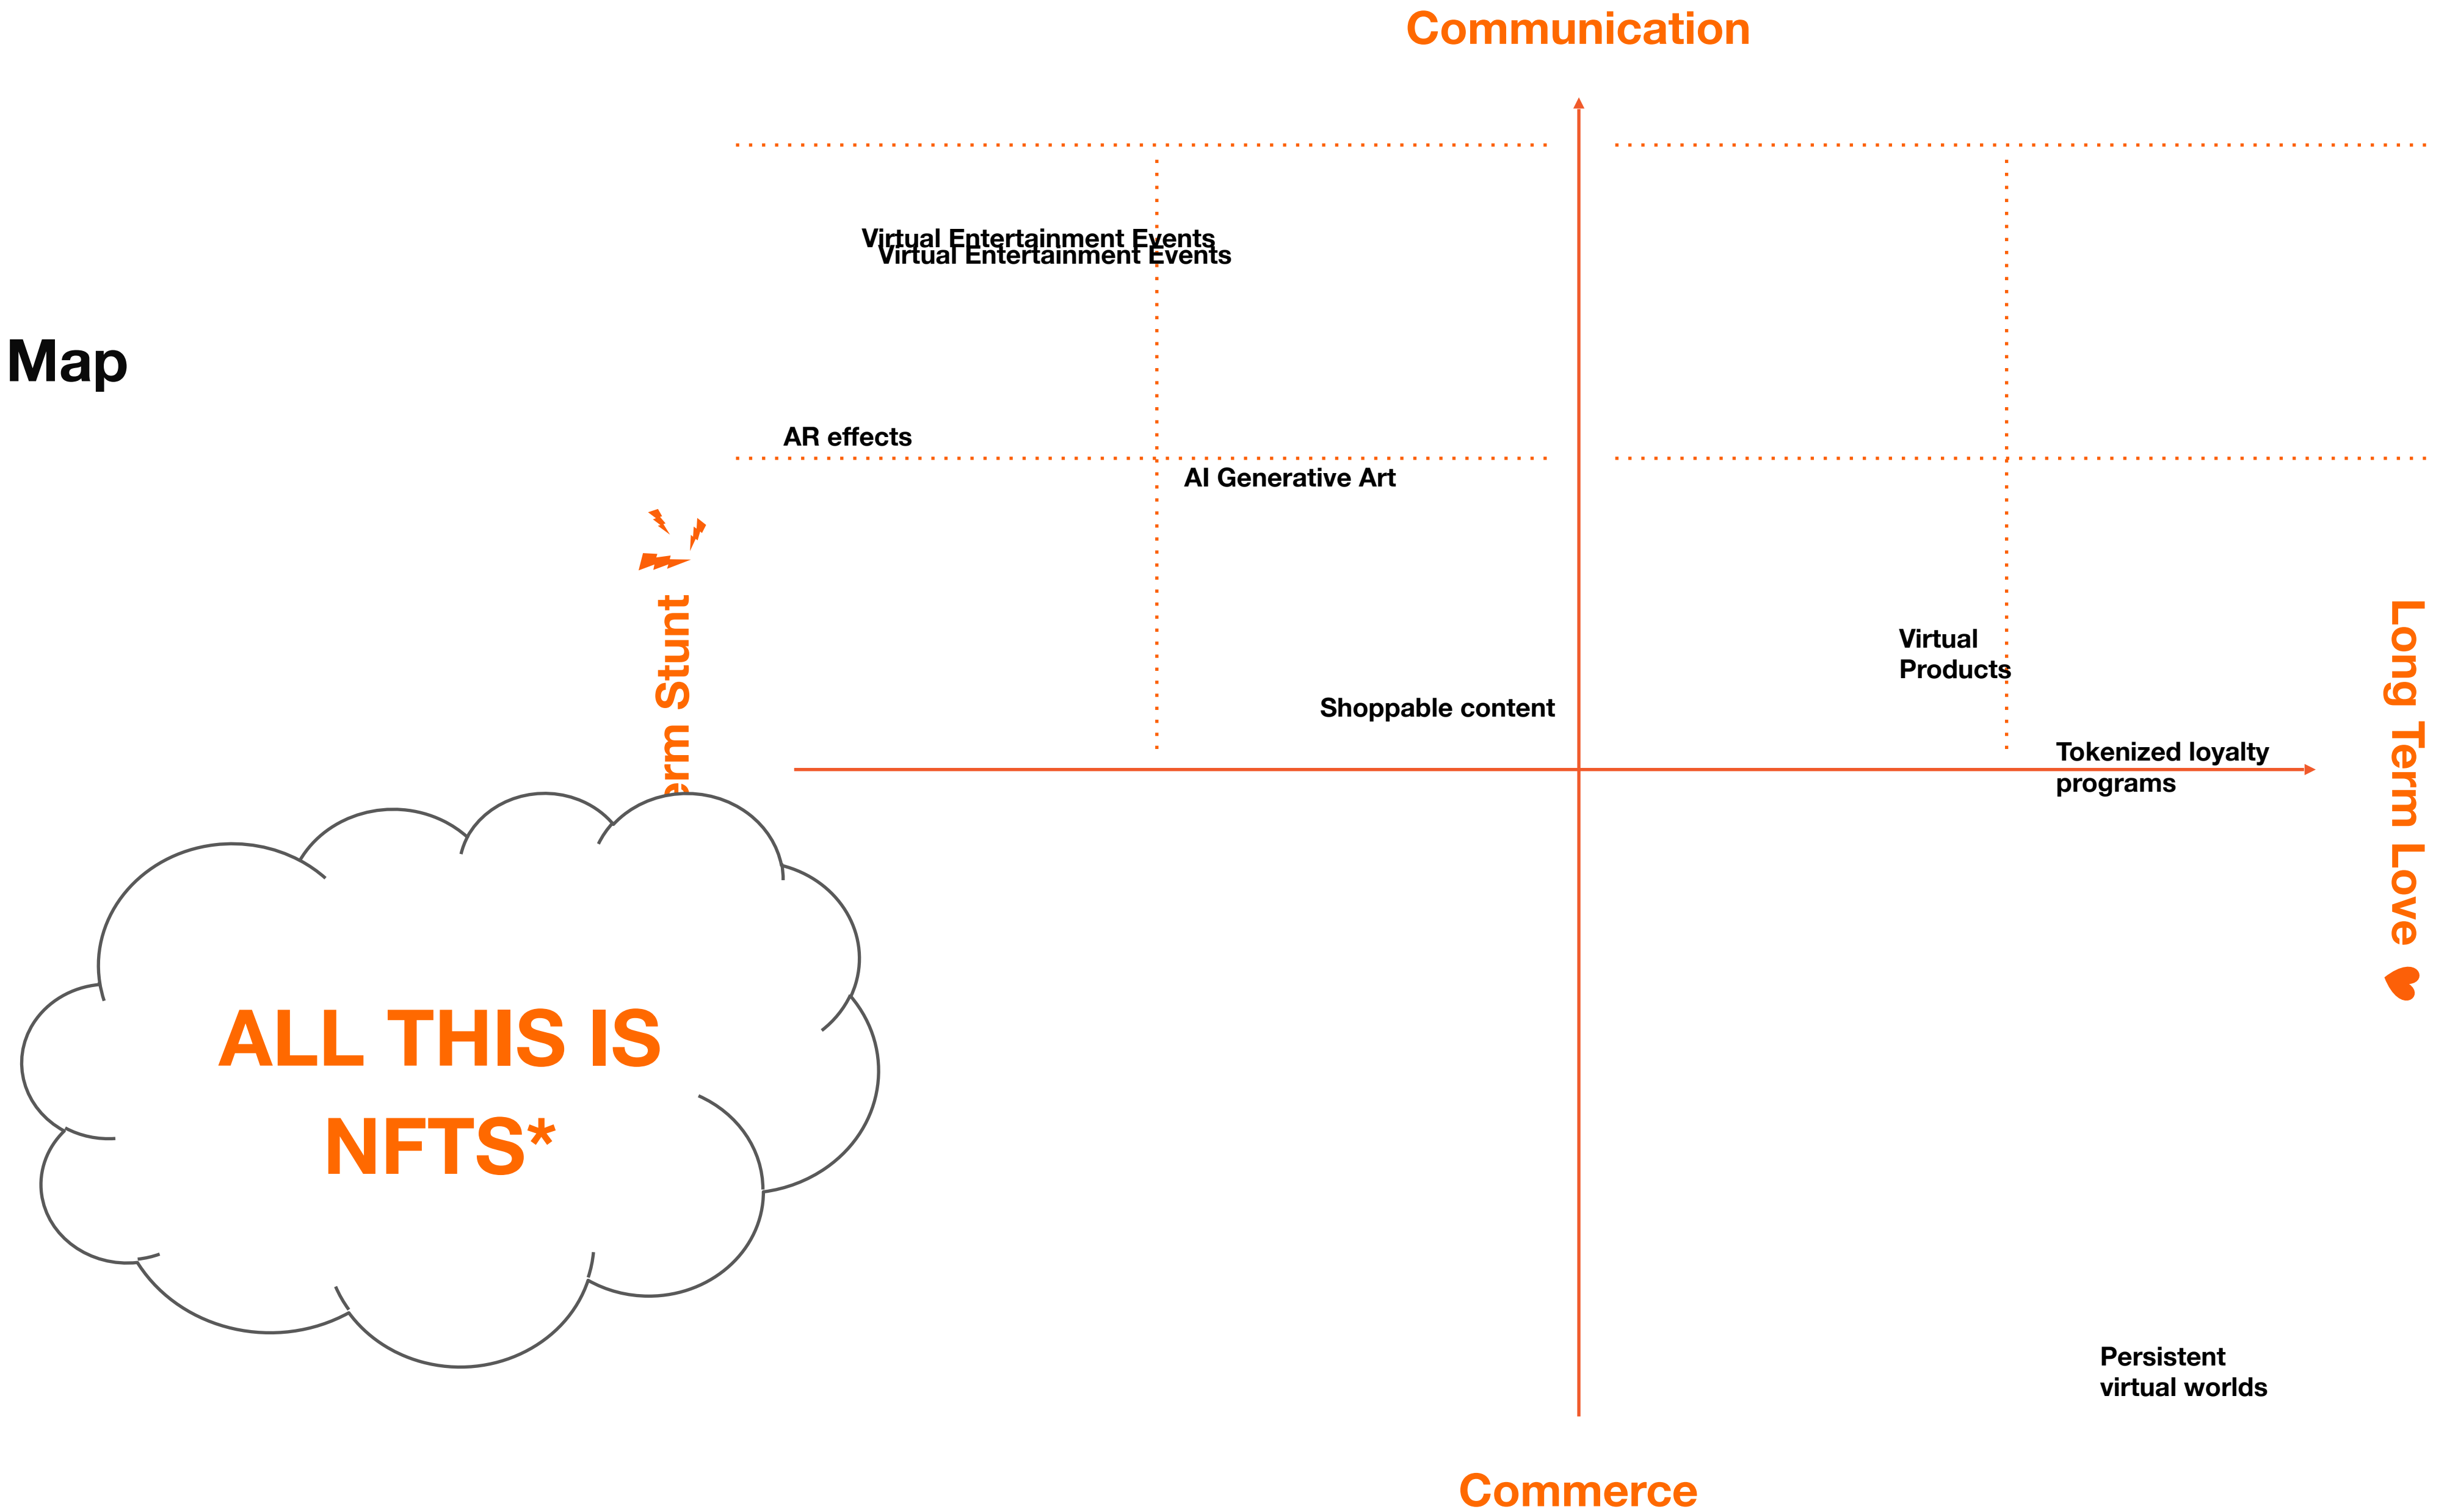 Communication
Virtual Entertainment Events
Virtual Entertainment Events
Map
AR effects
AI Generative Art
erm Stunt
Virtual
Products
Long Term Love
Shoppable content
Tokenized loyalty
programs
ALL THIS IS
NFTS*
Persistent
virtual worlds
Commerce